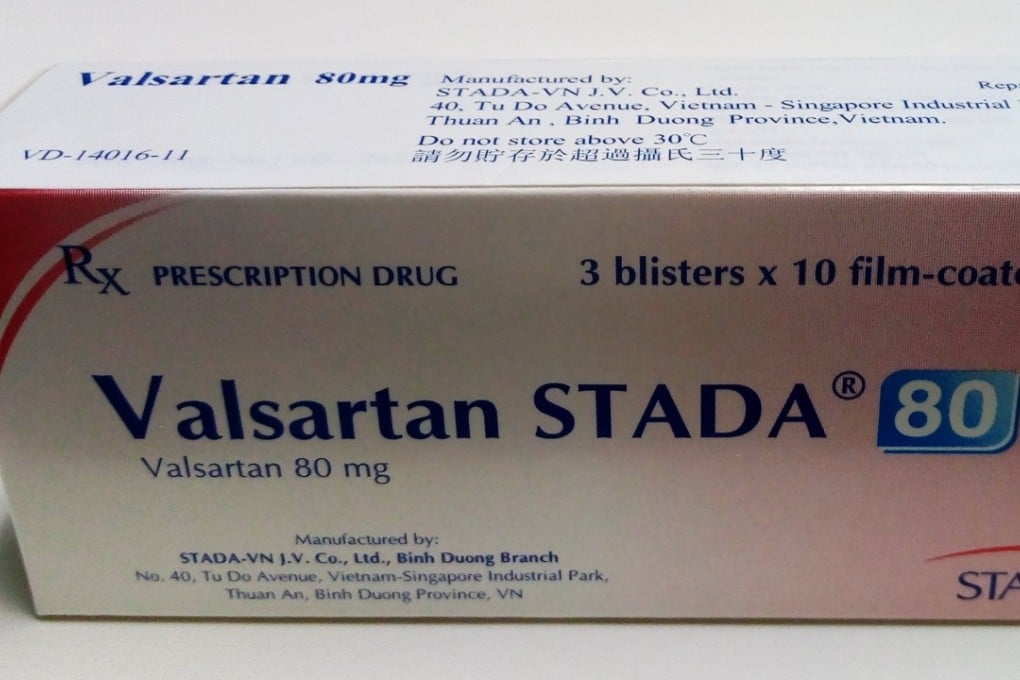 Valsartan 80mg
Manufactured by:
STADA-VN J.V. Co., Ltd.
40, Tu Do Avenue, Vietnam - Singapore Industrial
Thuan An , Binh Duong Province,Vietnam.
Do not store above 30°C
請勿貯存於超過攝氏三十度
VD-14016-11
Rx PRESCRIPTION DRUG
3 blisters x 10 film-coat
Valsartan STADA® 80
Valsartan 80 mg
Manufactured by:
STADA-VN J.V. Co., Ltd., Binh Duong Branch
No. 40, Tu Do Avenue, Vietnam-Singapore Industrial Park,
Thuan An, Binh Duong Province, VN
STA